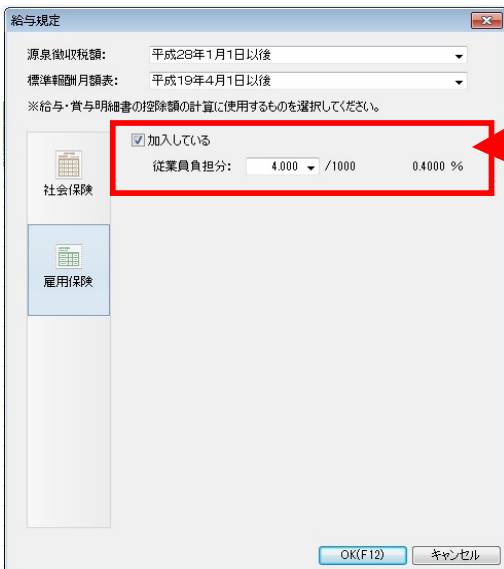 給与規定
源泉徴収税額: 平成28年1月1日以後
標準報酬月額表: 平成19年4月1日以後
※給与・賞与明細書の控除額の計算に使用するものを選択してください。
加入している
従業員負担分: 4.000 /1000 0.4000 %
社会保険
雇用保険
OK(F12) キャンセル